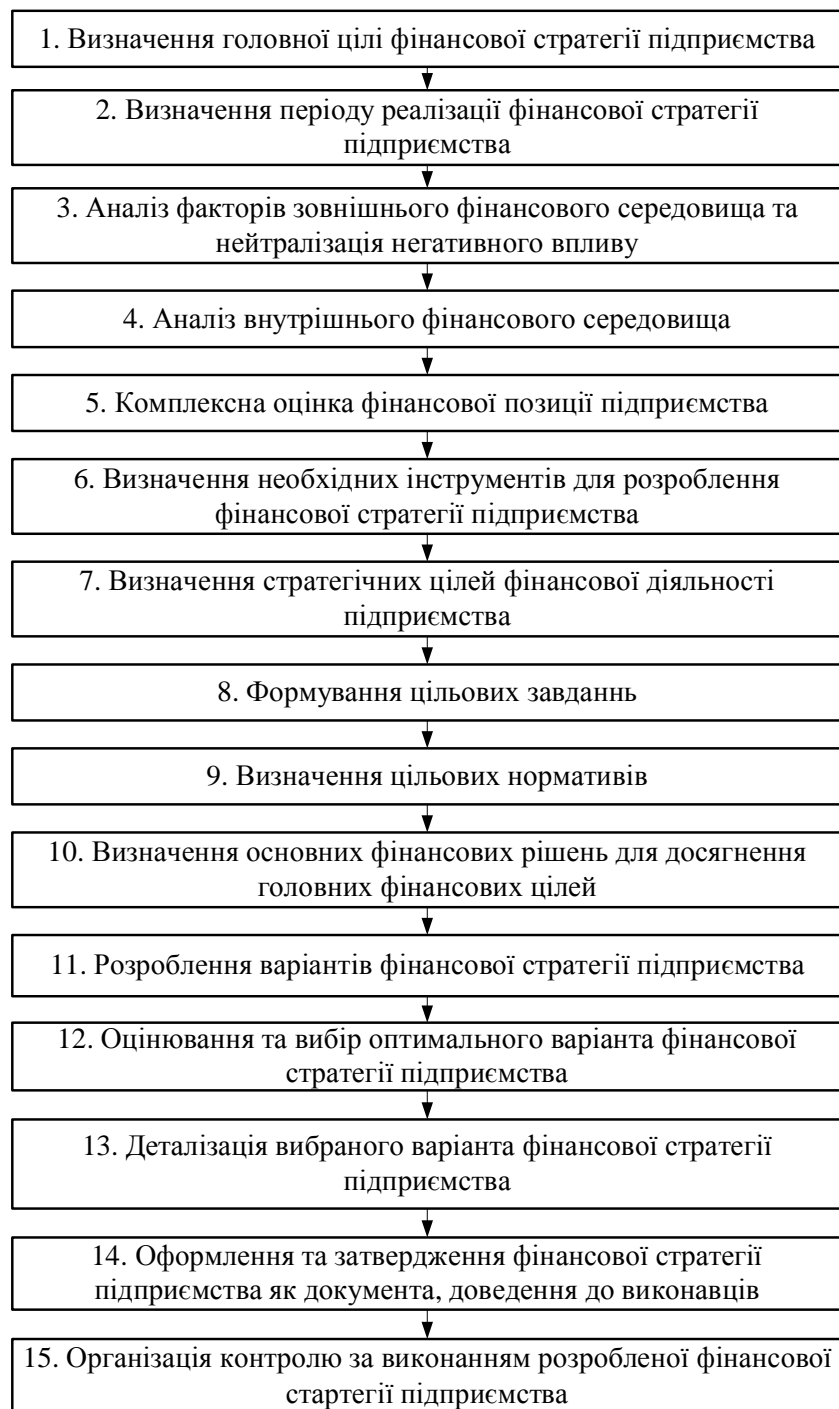 1. Визначення головної цілі фінансової стратегії підприємства
2. Визначення періоду реалізації фінансової стратегії
підприємства
3. Аналіз факторів зовнішнього фінансового середовища та
нейтралізація негативного впливу
4. Аналіз внутрішнього фінансового середовища
5. Комплексна оцінка фінансової позиції підприємства
6. Визначення необхідних інструментів для розроблення
фінансової стратегії підприємства
7. Визначення стратегічних цілей фінансової діяльності
підприємства
8. Формування цільових завданнь
9. Визначення цільових нормативів
10. Визначення основних фінансових рішень для досягнення
головних фінансових цілей
11. Розроблення варіантів фінансової стратегії підприємства
12. Оцінювання та вибір оптимального варіанта фінансової
стратегії підприємства
13. Деталізація вибраного варіанта фінансової стратегії
підприємства
14. Оформлення та затвердження фінансової стратегії
підприємства як документа, доведення до виконавців
15. Організація контролю за виконанням розробленої фінансової
стартегії підприємства